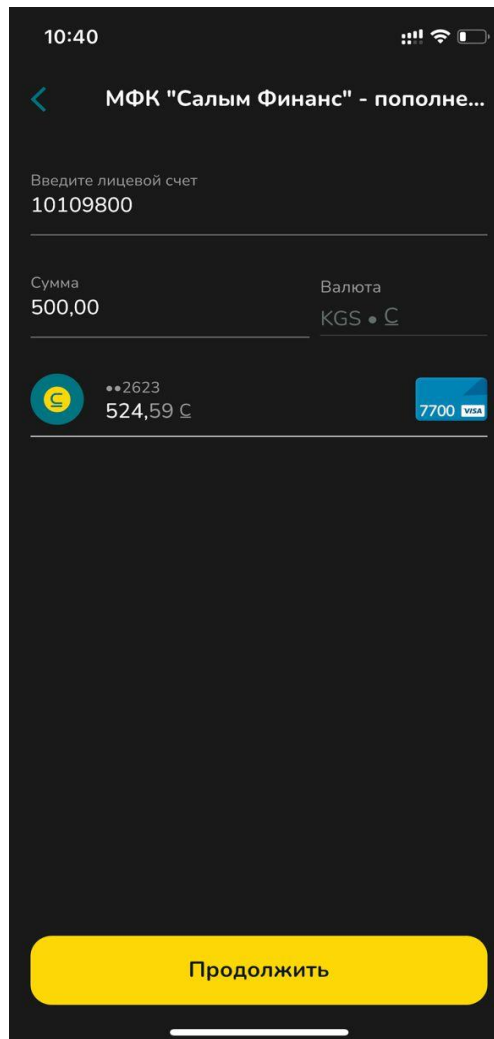 10:40
МФК "Салым Финанс" - пополне...
Введите лицевой счет
10109800
Сумма
500,00
Валюта
KGS • С
••2623
524,59 С
7700 VISA
Продолжить